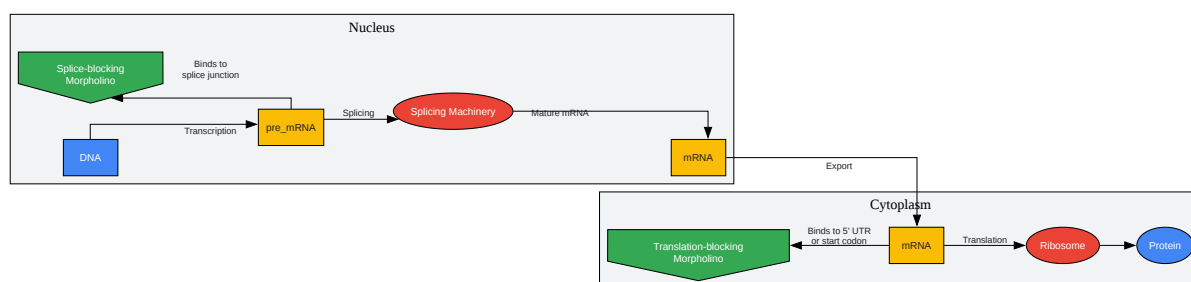 Nucleus
Splice-blocking
Morpholino
Binds to
splice junction
DNA
Transcription
pre_mRNA
Splicing
Splicing Machinery
Mature mRNA
mRNA
Export
Cytoplasm
Translation-blocking
Morpholino
Binds to 5' UTR
or start codon
mRNA
Translation
Ribosome
Protein